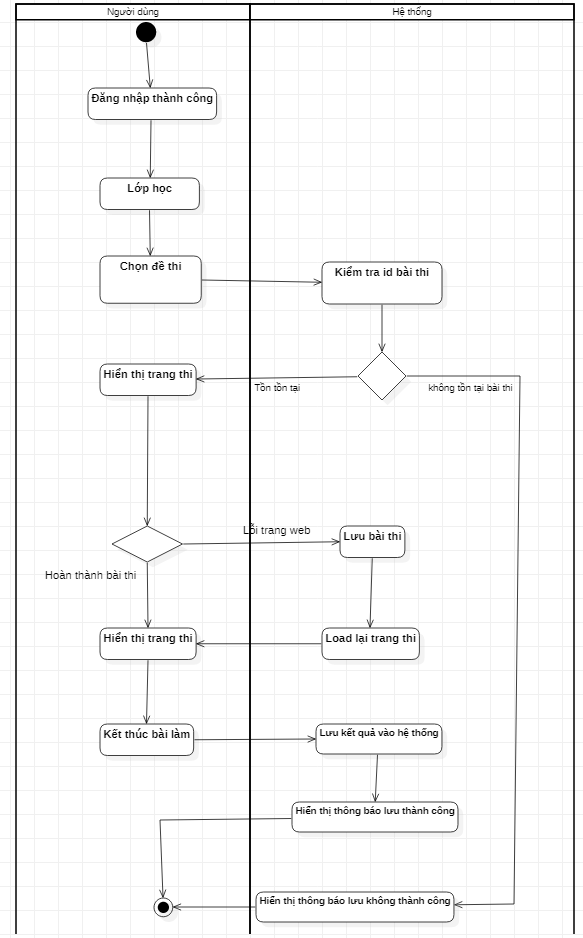 Người dùng
Hệ thống
Đăng nhập thành công
Lớp học
Chọn đề thi
Kiểm tra id bài thi
Hiển thị trang thi
Tồn tồn tại
không tồn tại bài thi
Lỗi trang web
Lưu bài thi
Hoàn thành bài thi
Hiển thị trang thi
Load lại trang thi
Kết thúc bài làm
Lưu kết quả vào hệ thống
Hiển thị thông báo lưu thành công
Hiển thị thông báo lưu không thành công